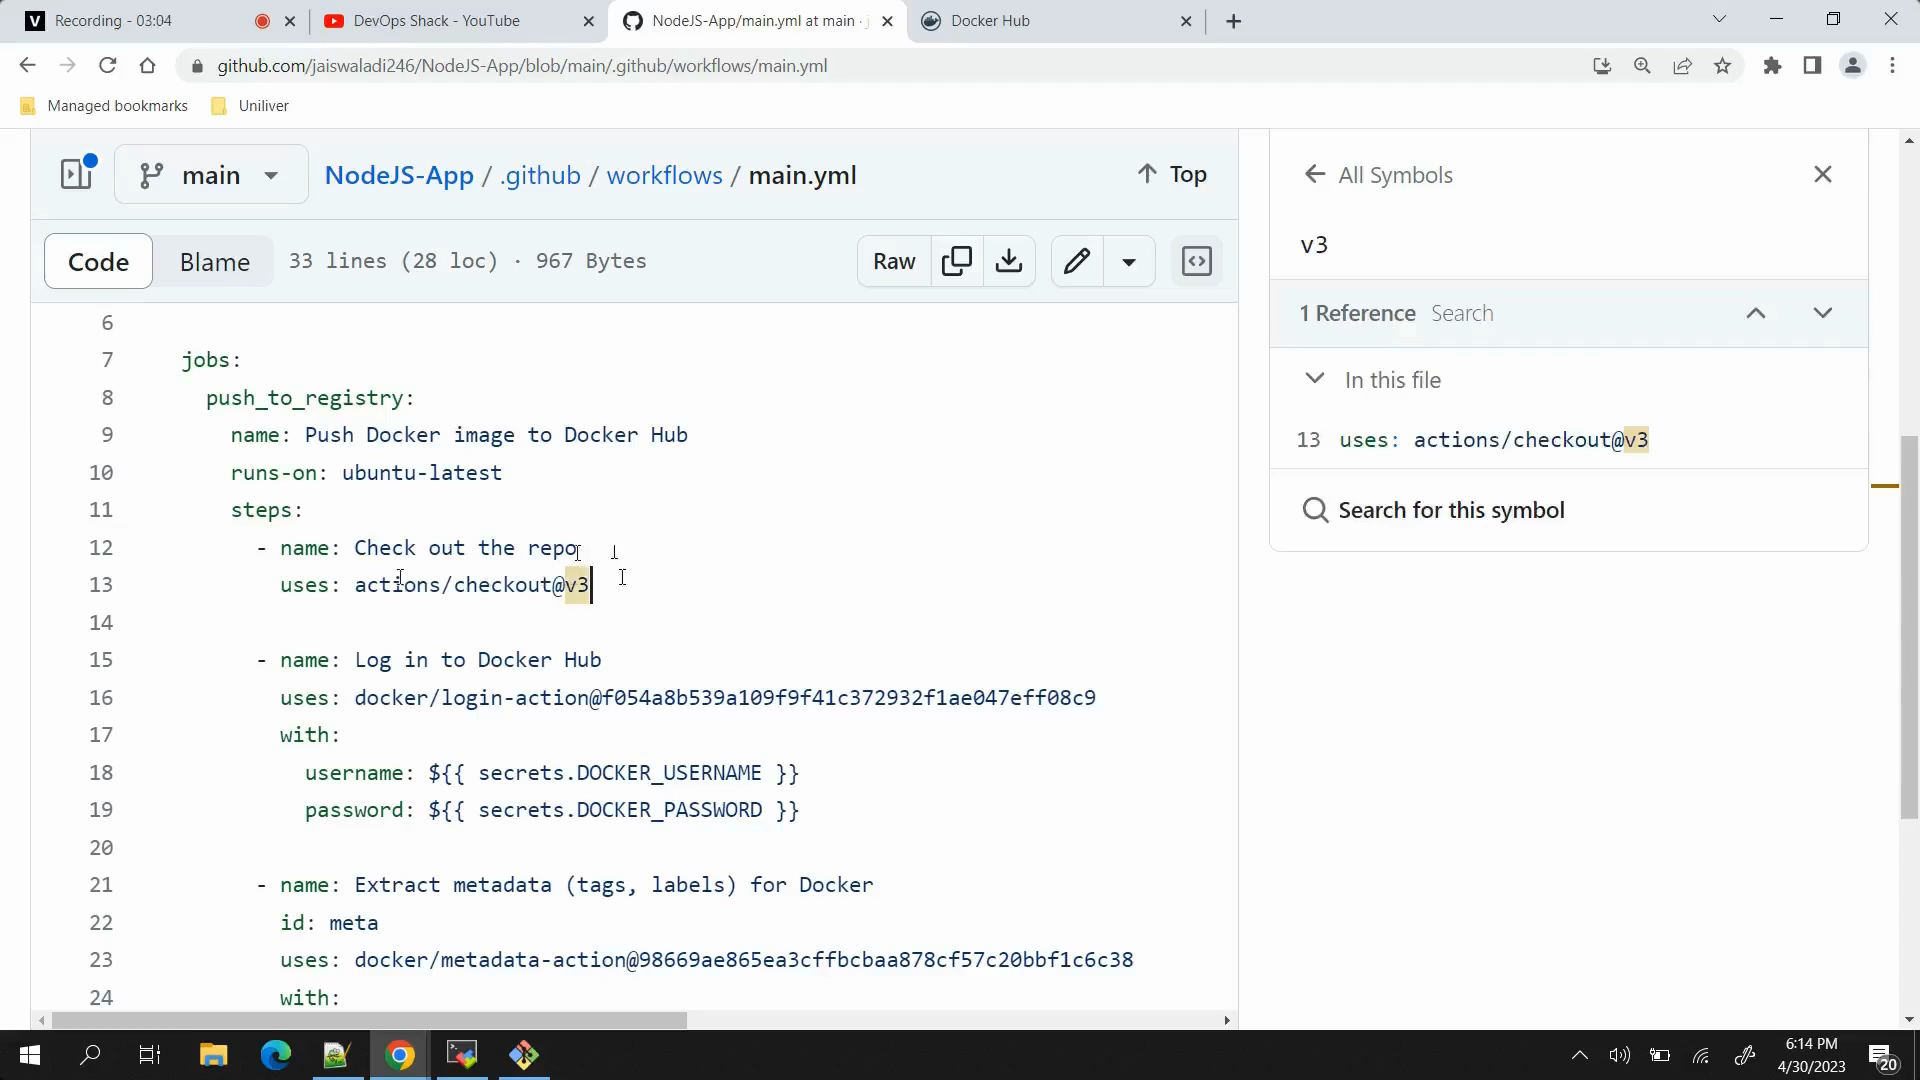 V Recording - 03:04
DevOps Shack - YouTube
NodeJS-App/main.yml at main · j
Docker Hub
github.com/jaiswaladi246/NodeJS-App/blob/main/.github/workflows/main.yml
Managed bookmarks
Uniliver
main
NodeJS-App / .github / workflows / main.yml
Top
Code
Blame
33 lines (28 loc) · 967 Bytes
Raw
6
7 jobs:
8 push_to_registry:
9 name: Push Docker image to Docker Hub
10 runs-on: ubuntu-latest
11 steps:
12 - name: Check out the repo
13 uses: actions/checkout@v3
14
15 - name: Log in to Docker Hub
16 uses: docker/login-action@f054a8b539a109f9f41c372932f1ae047eff08c9
17 with:
18 username: ${{ secrets.DOCKER_USERNAME }}
19 password: ${{ secrets.DOCKER_PASSWORD }}
20
21 - name: Extract metadata (tags, labels) for Docker
22 id: meta
23 uses: docker/metadata-action@98669ae865ea3cffbcbaa878cf57c20bbf1c6c38
24 with:
All Symbols
v3
1 Reference Search
In this file
13 uses: actions/checkout@v3
Search for this symbol
6:14 PM
4/30/2023
20